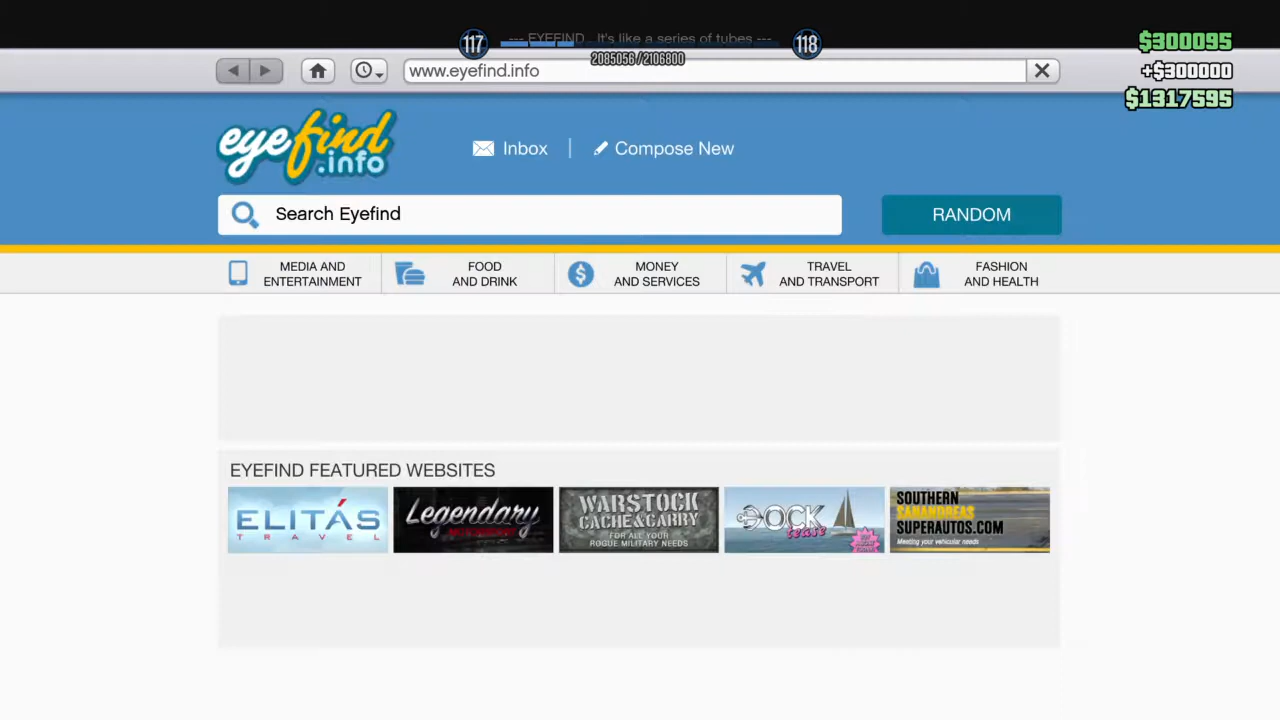 --- EYEFIND It's like a series of tubes ---
117
118
2085056/2106800
$300095
+$300000
$1317595
www.eyefind.info
eyefind
.info
Inbox
Compose New
Search Eyefind
RANDOM
MEDIA AND
ENTERTAINMENT
FOOD
AND DRINK
MONEY
AND SERVICES
TRAVEL
AND TRANSPORT
FASHION
AND HEALTH
EYEFIND FEATURED WEBSITES
ELITÁS
TRAVEL
Legendary
WARSTOCK
CACHE&CARRY
FOR ALL YOUR
ROGUE MILITARY NEEDS
DOCK
tease
SOUTHERN
SANANDREAS
SUPERAUTOS.COM
Meeting your vehicular needs